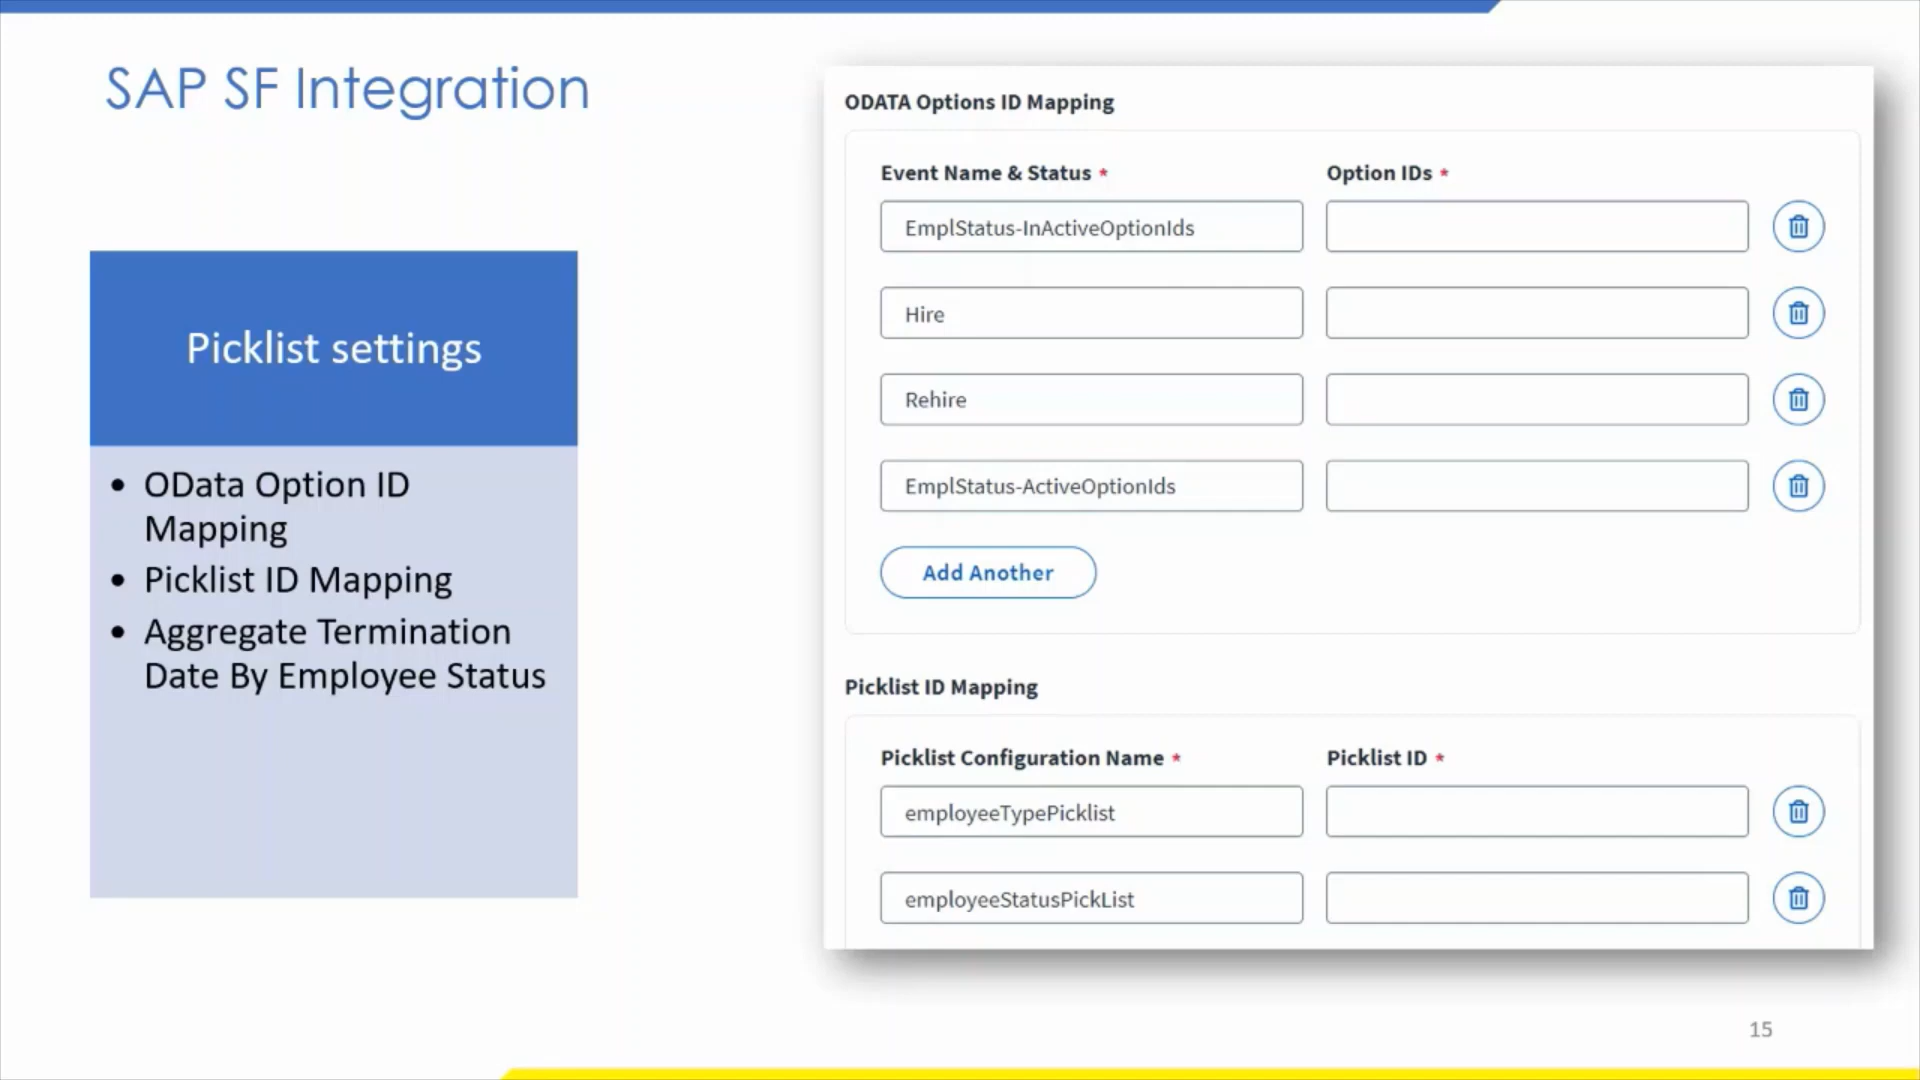 SAP SF Integration
Picklist settings
• OData Option ID
Mapping
• Picklist ID Mapping
• Aggregate Termination
Date By Employee Status
ODATA Options ID Mapping
Event Name & Status * Option IDs *
EmplStatus-InActiveOptionIds
Hire
Rehire
EmplStatus-ActiveOptionIds
Add Another
Picklist ID Mapping
Picklist Configuration Name * Picklist ID *
employeeTypePicklist
employeeStatusPickList
15